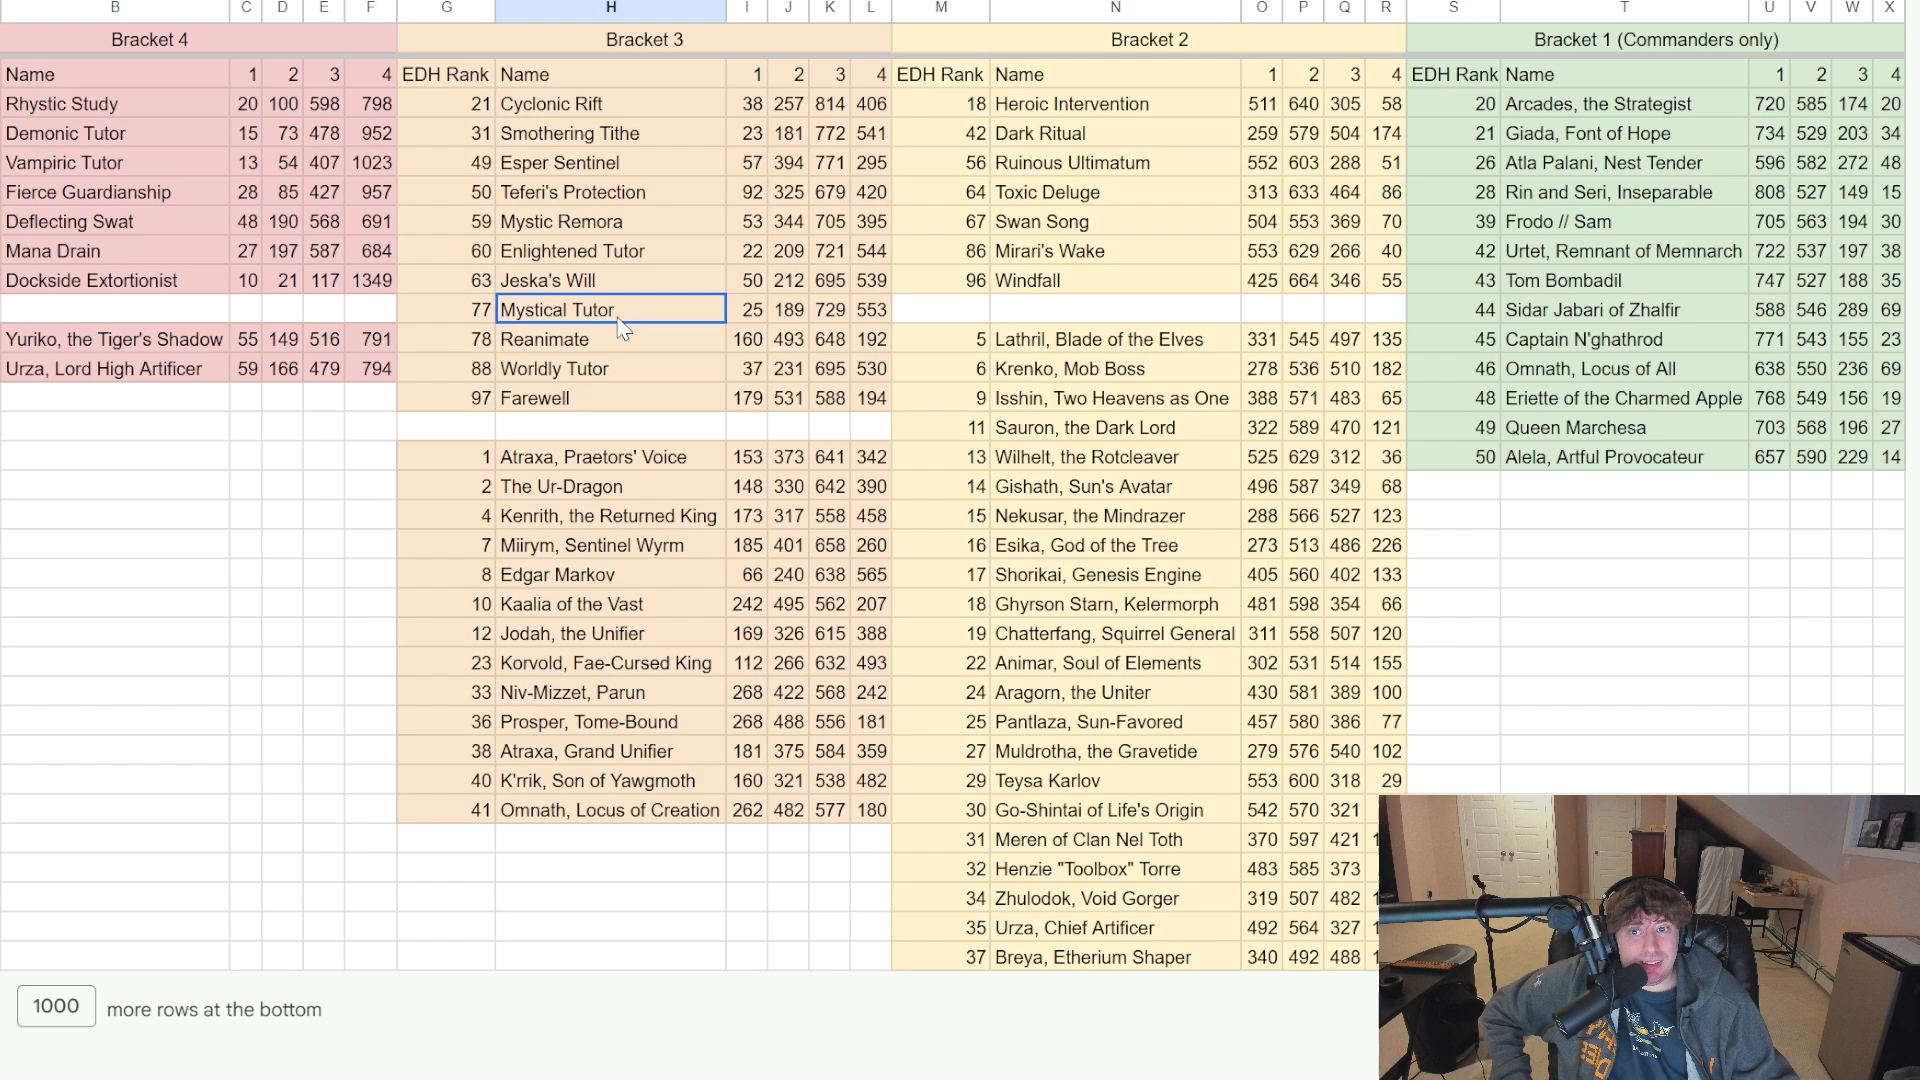 B C D E F G H I J K L M N O P Q R S T U V W X
Bracket 4 Bracket 3 Bracket 2 Bracket 1 (Commanders only)
Name 1 2 3 4 EDH Rank Name 1 2 3 4 EDH Rank Name 1 2 3 4 EDH Rank Name 1 2 3 4
Rhystic Study 20 100 598 798 21 Cyclonic Rift 38 257 814 406 18 Heroic Intervention 511 640 305 58 20 Arcades, the Strategist 720 585 174 20
Demonic Tutor 15 73 478 952 31 Smothering Tithe 23 181 772 541 42 Dark Ritual 259 579 504 174 21 Giada, Font of Hope 734 529 203 34
Vampiric Tutor 13 54 407 1023 49 Esper Sentinel 57 394 771 295 56 Ruinous Ultimatum 552 603 288 51 26 Atla Palani, Nest Tender 596 582 272 48
Fierce Guardianship 28 85 427 957 50 Teferi's Protection 92 325 679 420 64 Toxic Deluge 313 633 464 86 28 Rin and Seri, Inseparable 808 527 149 15
Deflecting Swat 48 190 568 691 59 Mystic Remora 53 344 705 395 67 Swan Song 504 553 369 70 39 Frodo // Sam 705 563 194 30
Mana Drain 27 197 587 684 60 Enlightened Tutor 22 209 721 544 86 Mirari's Wake 553 629 266 40 42 Urtet, Remnant of Memnarch 722 537 197 38
Dockside Extortionist 10 21 117 1349 63 Jeska's Will 50 212 695 539 96 Windfall 425 664 346 55 43 Tom Bombadil 747 527 188 35
77 Mystical Tutor 25 189 729 553 44 Sidar Jabari of Zhalfir 588 546 289 69
Yuriko, the Tiger's Shadow 55 149 516 791 78 Reanimate 160 493 648 192 5 Lathril, Blade of the Elves 331 545 497 135 45 Captain N'ghathrod 771 543 155 23
Urza, Lord High Artificer 59 166 479 794 88 Worldly Tutor 37 231 695 530 6 Krenko, Mob Boss 278 536 510 182 46 Omnath, Locus of All 638 550 236 69
97 Farewell 179 531 588 194 9 Isshin, Two Heavens as One 388 571 483 65 48 Eriette of the Charmed Apple 768 549 156 19
11 Sauron, the Dark Lord 322 589 470 121 49 Queen Marchesa 703 568 196 27
1 Atraxa, Praetors' Voice 153 373 641 342 13 Wilhelt, the Rotcleaver 525 629 312 36 50 Alela, Artful Provocateur 657 590 229 14
2 The Ur-Dragon 148 330 642 390 14 Gishath, Sun's Avatar 496 587 349 68
4 Kenrith, the Returned King 173 317 558 458 15 Nekusar, the Mindrazer 288 566 527 123
7 Miirym, Sentinel Wyrm 185 401 658 260 16 Esika, God of the Tree 273 513 486 226
8 Edgar Markov 66 240 638 565 17 Shorikai, Genesis Engine 405 560 402 133
10 Kaalia of the Vast 242 495 562 207 18 Ghyrson Starn, Kelermorph 481 598 354 66
12 Jodah, the Unifier 169 326 615 388 19 Chatterfang, Squirrel General 311 558 507 120
23 Korvold, Fae-Cursed King 112 266 632 493 22 Animar, Soul of Elements 302 531 514 155
33 Niv-Mizzet, Parun 268 422 568 242 24 Aragorn, the Uniter 430 581 389 100
36 Prosper, Tome-Bound 268 488 556 181 25 Pantlaza, Sun-Favored 457 580 386 77
38 Atraxa, Grand Unifier 181 375 584 359 27 Muldrotha, the Gravetide 279 576 540 102
40 K'rrik, Son of Yawgmoth 160 321 538 482 29 Teysa Karlov 553 600 318 29
41 Omnath, Locus of Creation 262 482 577 180 30 Go-Shintai of Life's Origin 542 570 321
31 Meren of Clan Nel Toth 370 597 421
32 Henzie "Toolbox" Torre 483 585 373
34 Zhulodok, Void Gorger 319 507 482
35 Urza, Chief Artificer 492 564 327
37 Breya, Etherium Shaper 340 492 488
1000 more rows at the bottom